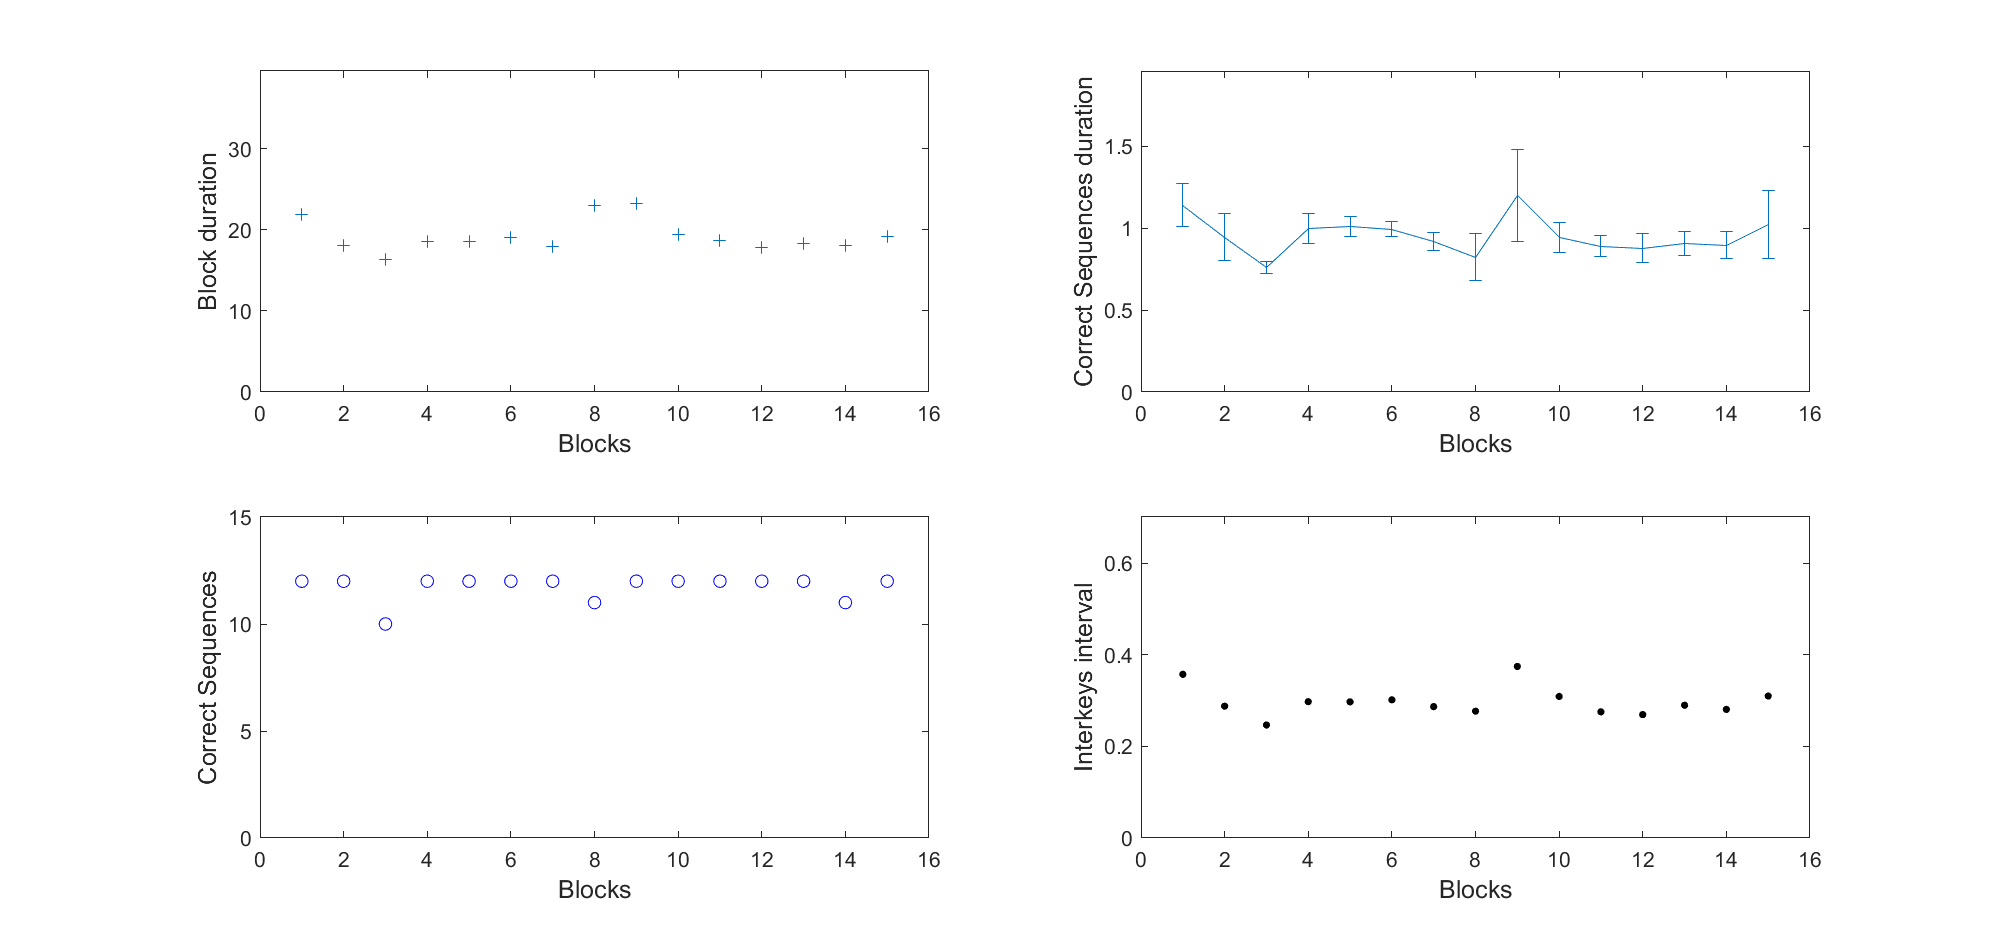 Block duration
30
20
10
0
0 2 4 6 8 10 12 14 16
Blocks
Correct Sequences duration
1.5
1
0.5
0
0 2 4 6 8 10 12 14 16
Blocks
Correct Sequences
15
10
5
0
0 2 4 6 8 10 12 14 16
Blocks
Interkeys interval
0.6
0.4
0.2
0
0 2 4 6 8 10 12 14 16
Blocks